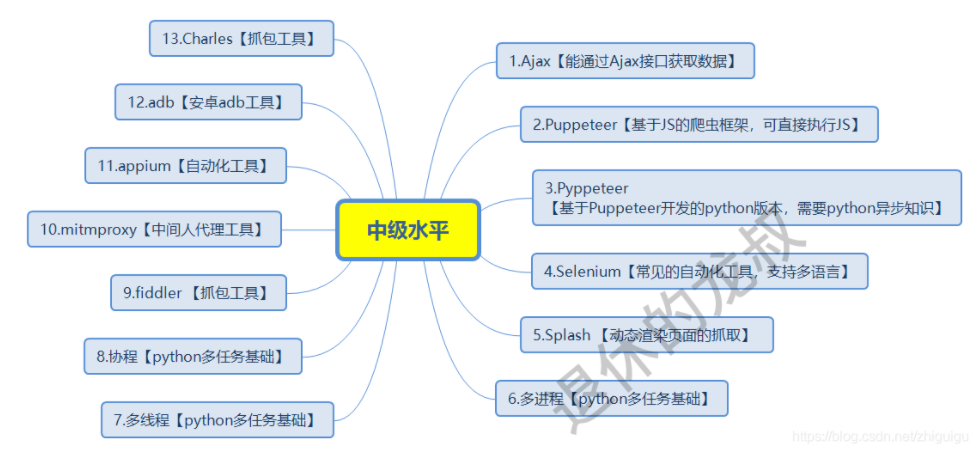 中级水平
1.Ajax【能通过Ajax接口获取数据】
2.Puppeteer【基于JS的爬虫框架，可直接执行JS】
3.Pyppeteer
【基于Puppeteer开发的python版本，需要python异步知识】
4.Selenium【常见的自动化工具，支持多语言】
5.Splash 【动态渲染页面的抓取】
6.多进程【python多任务基础】
7.多线程【python多任务基础】
8.协程【python多任务基础】
9.fiddler 【抓包工具】
10.mitmproxy【中间人代理工具】
11.appium【自动化工具】
12.adb【安卓adb工具】
13.Charles【抓包工具】
退休的龙叔
https://blog.csdn.net/zhiguigu